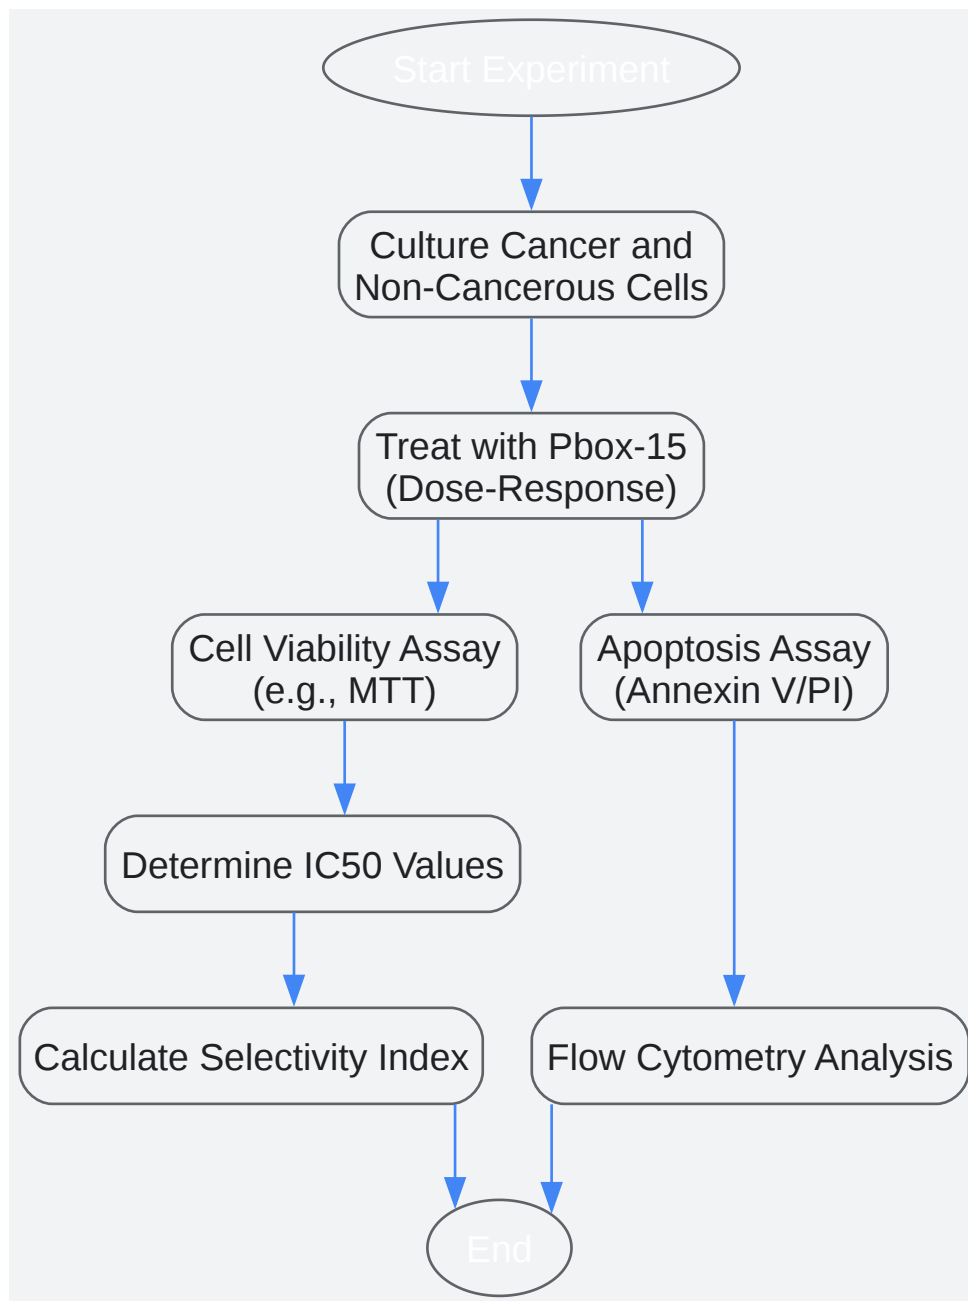 Start Experiment
Culture Cancer and
Non-Cancerous Cells
Treat with Pbox-15
(Dose-Response)
Cell Viability Assay
(e.g., MTT)
Apoptosis Assay
(Annexin V/PI)
Determine IC50 Values
Calculate Selectivity Index
Flow Cytometry Analysis
End